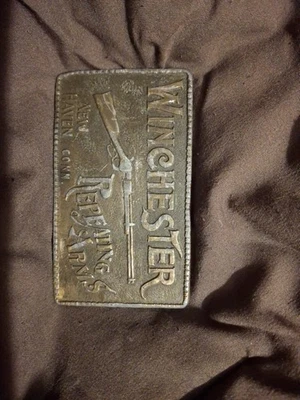 WINCHESTER
REPEATING
ARMS
NEW
HAVEN CONN.